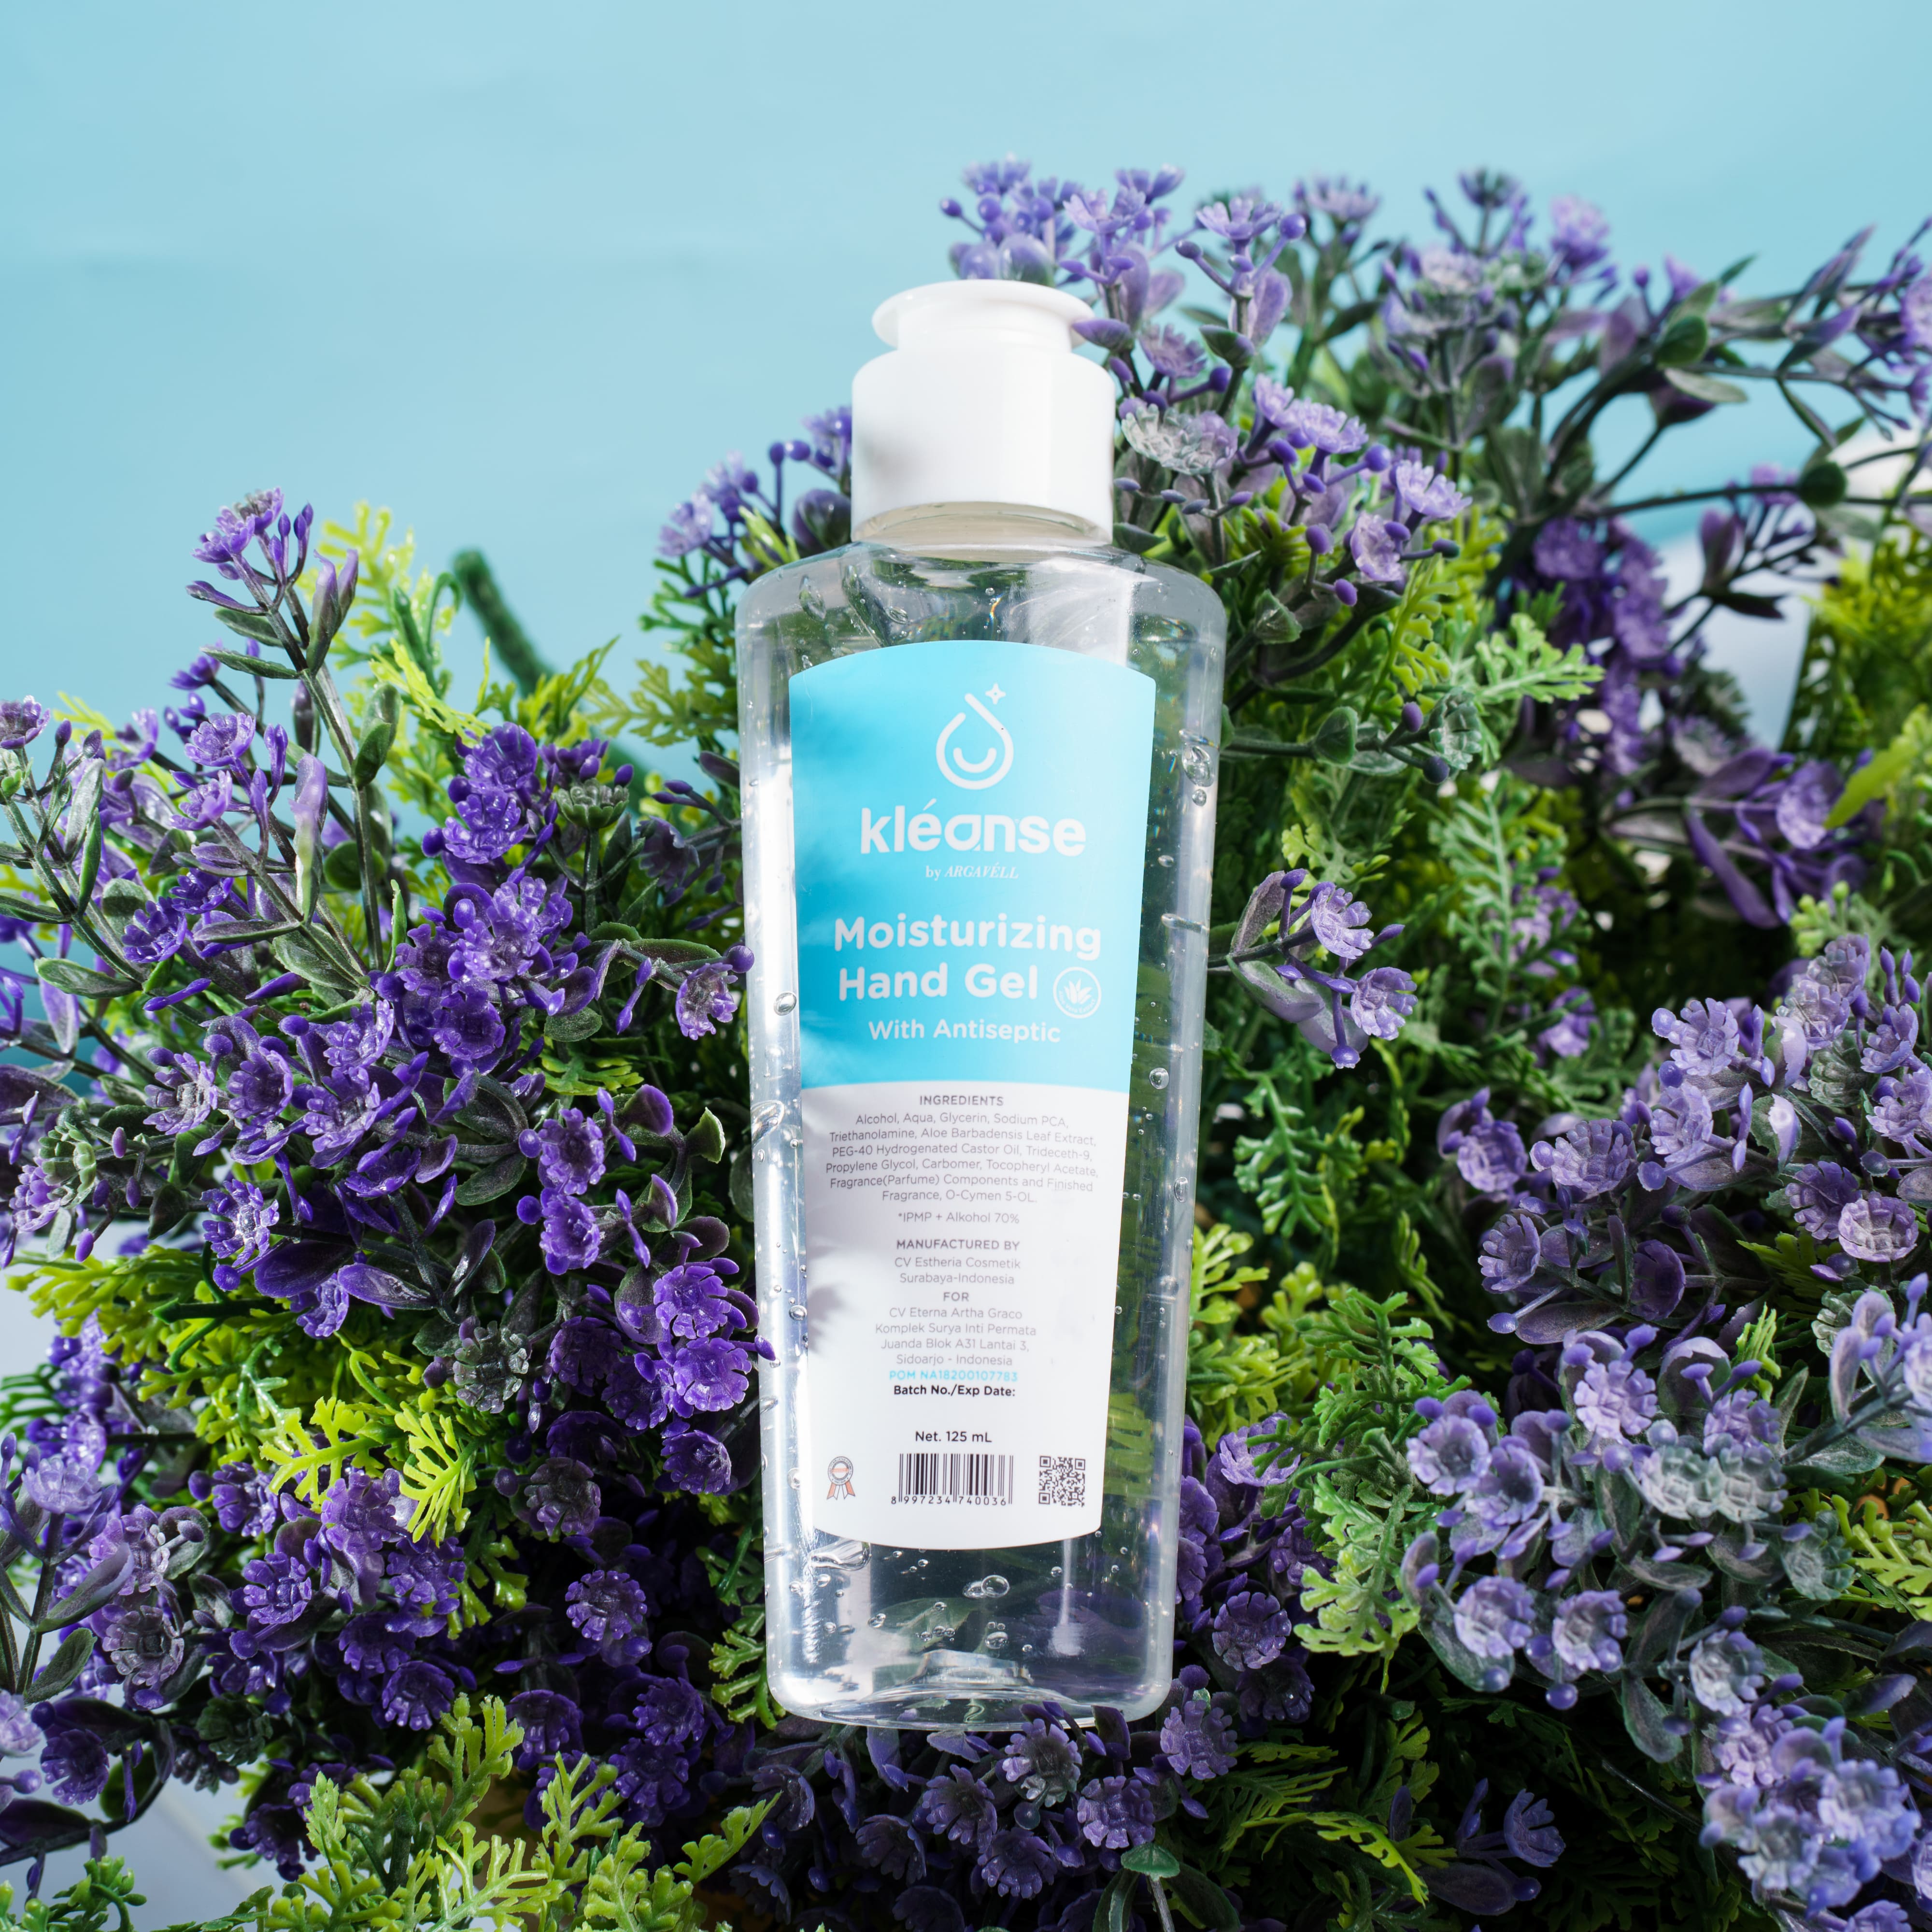 kléanse
by ARGAVÉLL
Moisturizing
Hand Gel
With Antiseptic
INGREDIENTS
Alcohol, Aqua, Glycerin, Sodium PCA,
Triethanolamine, Aloe Barbadensis Leaf Extract,
PEG-40 Hydrogenated Castor Oil, Trideceth-9,
Propylene Glycol, Carbomer, Tocopheryl Acetate,
Fragrance(Parfume) Components and Finished
Fragrance, O-Cymen 5-OL.
*IPMP + Alkohol 70%
MANUFACTURED BY
CV Estheria Cosmetik
Surabaya-Indonesia
FOR
CV Eterna Artha Graco
Komplek Surya Inti Permata
Juanda Blok A31 Lantai 3,
Sidoarjo - Indonesia
POM NA18200107783
Batch No./Exp Date:
Net. 125 mL
8 997234 740036